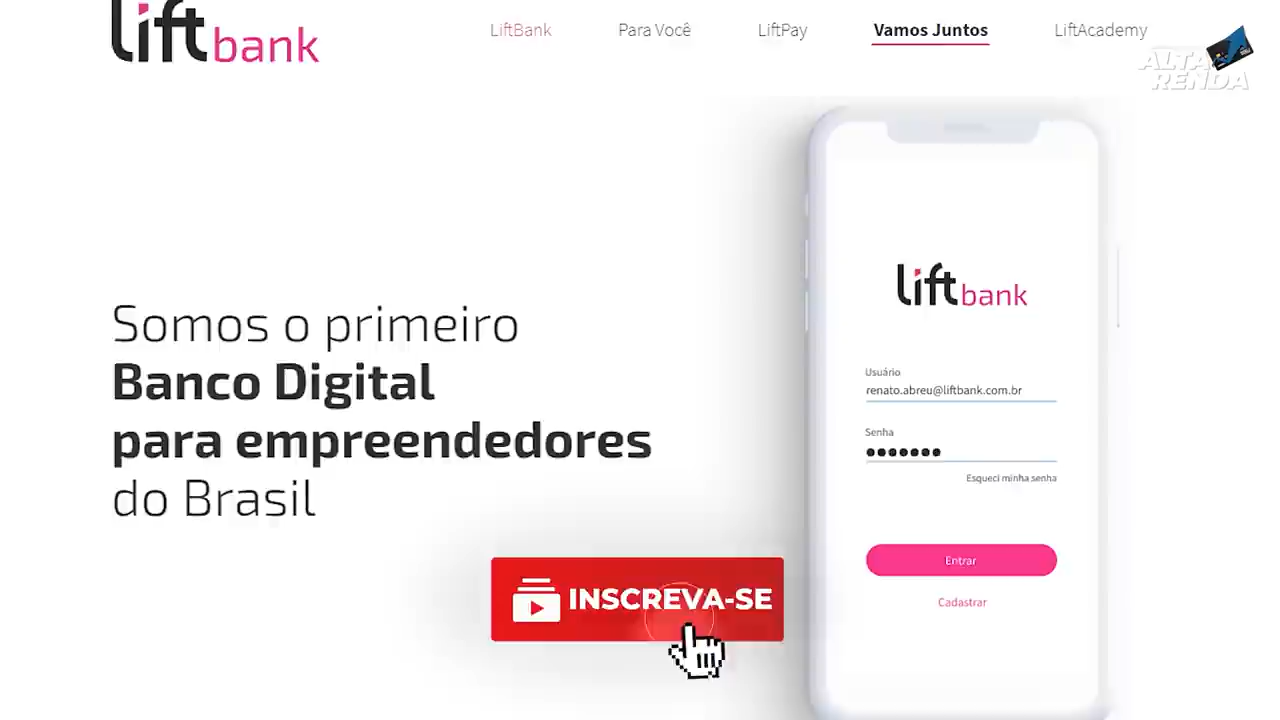 liftbank
LiftBank
Para Você
LiftPay
Vamos Juntos
LiftAcademy
ALTA
RENDA
Somos o primeiro
Banco Digital
para empreendedores
do Brasil
INSCREVA-SE
liftbank
Usuário
renato.abreu@liftbank.com.br
Senha
Esqueci minha senha
Entrar
Cadastrar